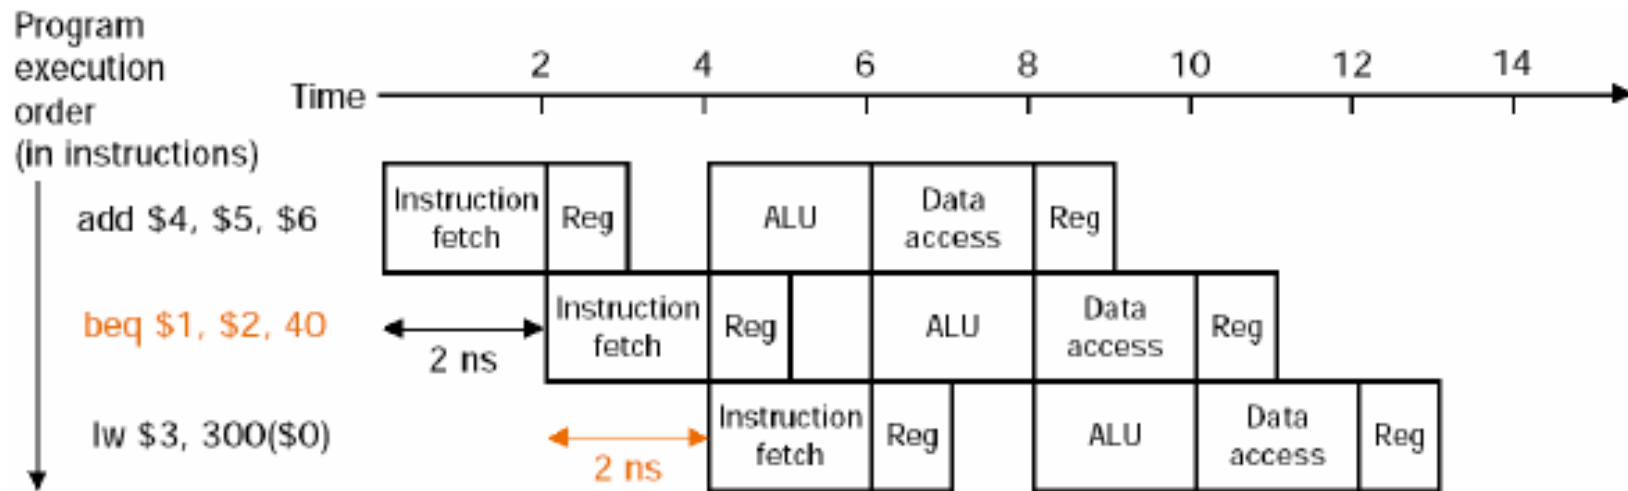 Program
execution
order
(in instructions)
Time
2 4 6 8 10 12 14
add $4, $5, $6
Instruction
fetch
Reg
ALU
Data
access
Reg
beq $1, $2, 40
2 ns
Instruction
fetch
Reg
ALU
Data
access
Reg
lw $3, 300($0)
2 ns
Instruction
fetch
Reg
ALU
Data
access
Reg